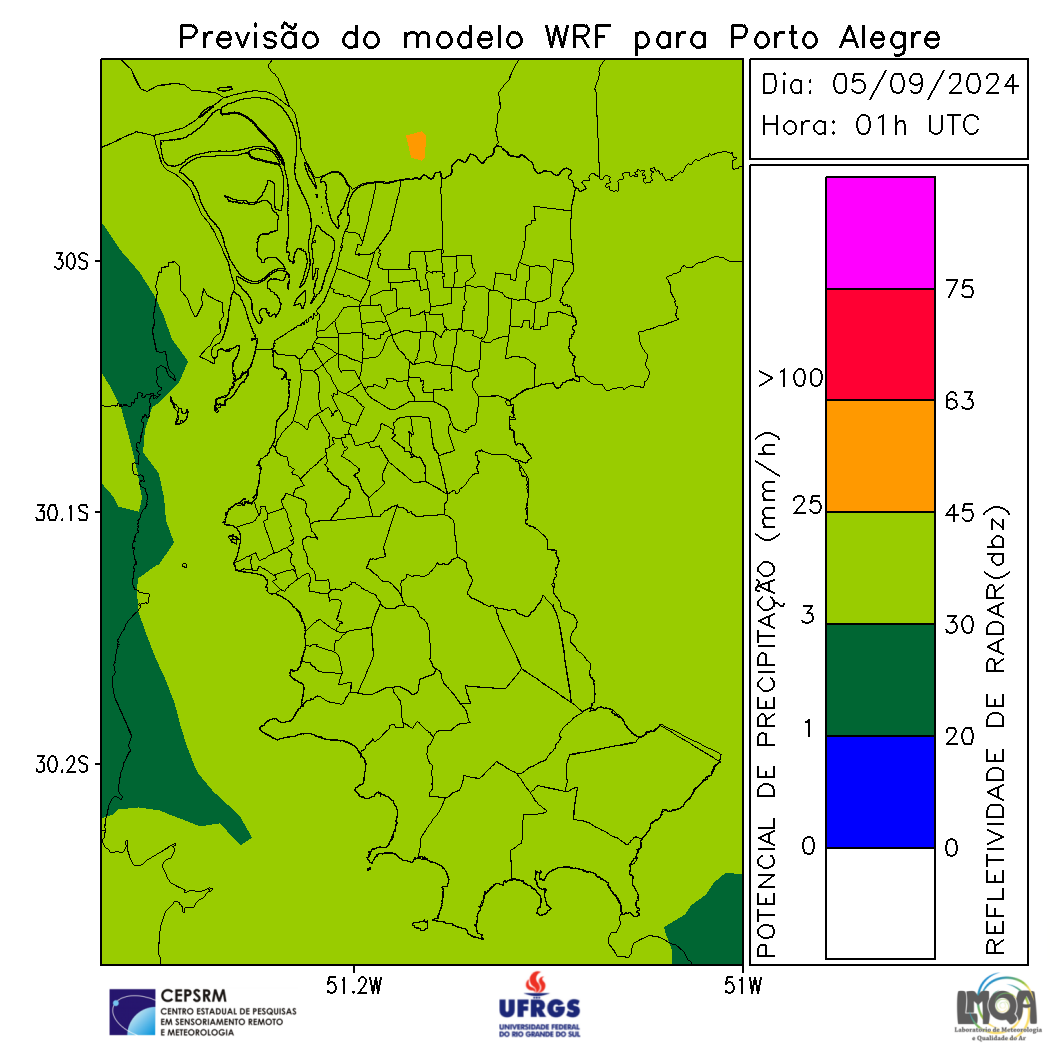 Previsão do modelo WRF para Porto Alegre
Dia: 05/09/2024
Hora: 01h UTC
30S
30.1S
30.2S
51.2W
51W
POTENCIAL DE PRECIPITAÇÃO (mm/h)
>100
25
3
1
0
75
63
45
30
20
0
REFLETIVIDADE DE RADAR(dbz)
CEPSRM
CENTRO ESTADUAL DE PESQUISAS
EM SENSORIAMENTO REMOTO
E METEOROLOGIA
UFRGS
UNIVERSIDADE FEDERAL
DO RIO GRANDE DO SUL
LMQA
Laboratório de Meteorologia
e Qualidade do Ar